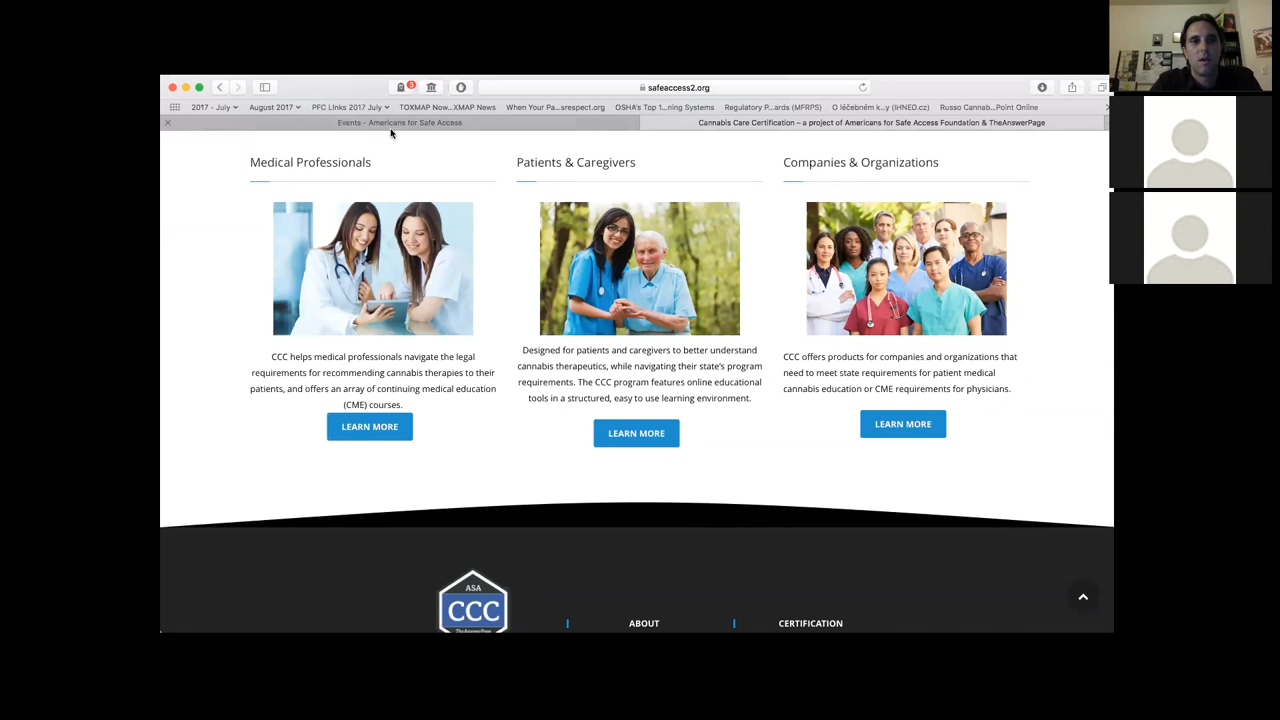 3
safeaccess2.org
2017 - July
August 2017
PFC LInks 2017 July
TOXMAP Now...XMAP News
When Your Pa...srespect.org
OSHA's Top 1...ning Systems
Regulatory P...ards (MFRPS)
O léčebném k...y (IHNED.cz)
Russo Cannab...Point Online
Events - Americans for Safe Access
Cannabis Care Certification – a project of Americans for Safe Access Foundation & TheAnswerPage
Medical Professionals
CCC helps medical professionals navigate the legal
requirements for recommending cannabis therapies to their
patients, and offers an array of continuing medical education
(CME) courses.
LEARN MORE
Patients & Caregivers
Designed for patients and caregivers to better understand
cannabis therapeutics, while navigating their state's program
requirements. The CCC program features online educational
tools in a structured, easy to use learning environment.
LEARN MORE
Companies & Organizations
CCC offers products for companies and organizations that
need to meet state requirements for patient medical
cannabis education or CME requirements for physicians.
LEARN MORE
ASA
CCC
TheAnswerPage
ABOUT
CERTIFICATION